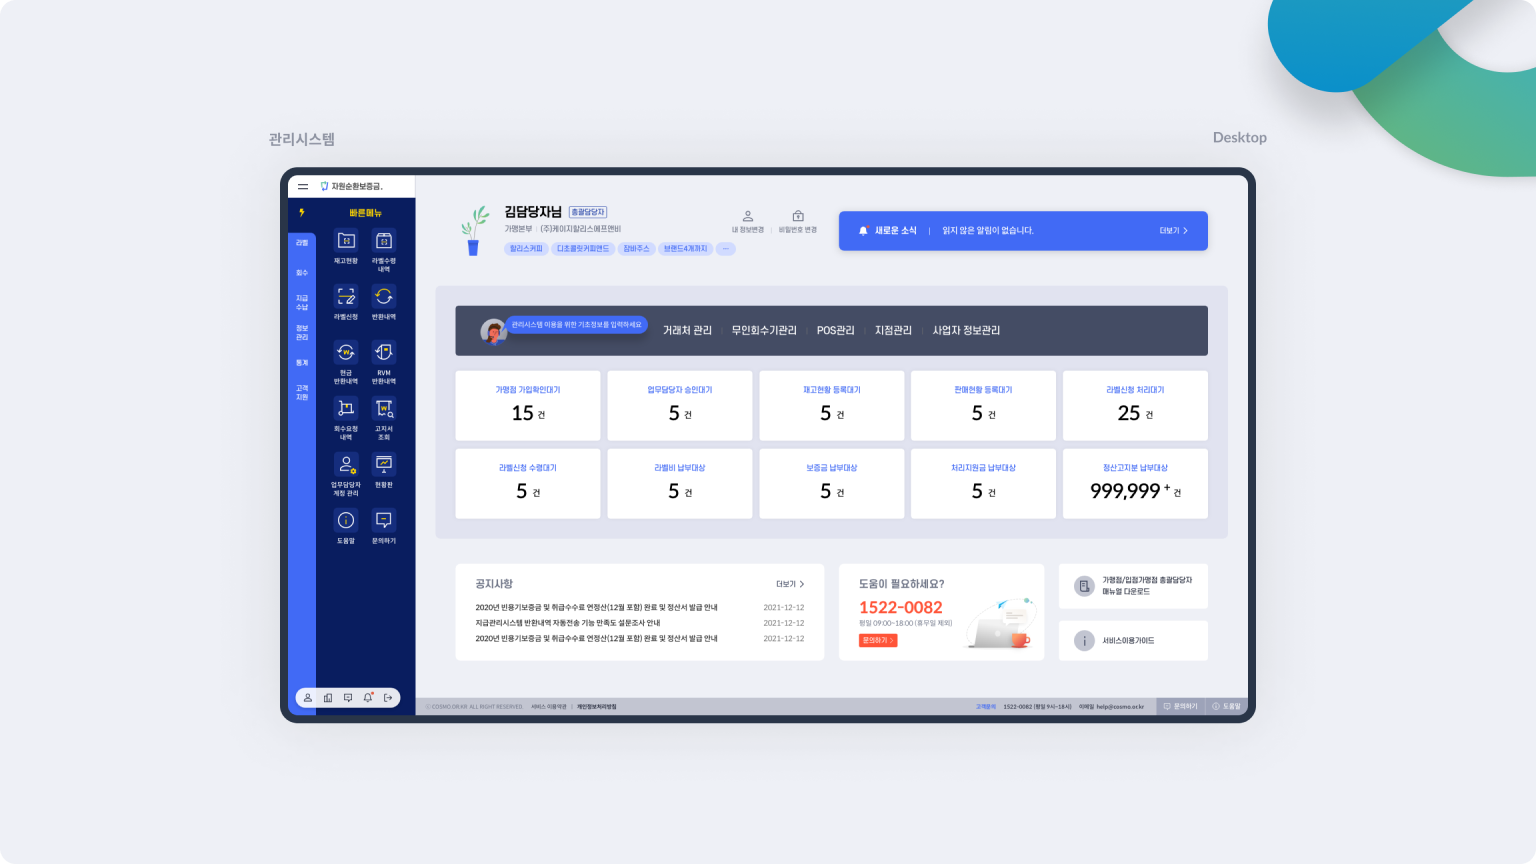 관리시스템
Desktop
자원순환보증금.
빠른메뉴
라벨
회수
지급
수납
정보
관리
통계
고객
지원
재고현황
라벨수령
내역
라벨신청
반환내역
현금
반환내역
RVM
반환내역
회수요청
내역
고지서
조회
업무담당자
계정 관리
현황판
도움말
문의하기
김담당자님
총괄담당자
가맹본부 | (주)케이지할리스에프앤비
할리스커피
디초콜릿커피앤드
잠바주스
브랜드4개까지
···
내 정보변경
비밀번호 변경
새로운 소식 | 읽지 않은 알림이 없습니다.
더보기
관리시스템 이용을 위한 기초정보를 입력하세요
거래처 관리
무인회수기관리
POS관리
지점관리
사업자 정보관리
가맹점 가입확인대기
15 건
업무담당자 승인대기
5 건
재고현황 등록대기
5 건
판매현황 등록대기
5 건
라벨신청 처리대기
25 건
라벨신청 수령대기
5 건
라벨비 납부대상
5 건
보증금 납부대상
5 건
처리지원금 납부대상
5 건
정산고지분 납부대상
999,999+ 건
공지사항
더보기
2020년 빈용기보증금 및 취급수수료 연정산(12월 포함) 완료 및 정산서 발급 안내
2021-12-12
지급관리시스템 반환내역 자동전송 기능 만족도 설문조사 안내
2021-12-12
2020년 빈용기보증금 및 취급수수료 연정산(12월 포함) 완료 및 정산서 발급 안내
2021-12-12
도움이 필요하세요?
1522-0082
평일 09:00~18:00 (휴무일 제외)
문의하기
가맹점/입점가맹점 총괄담당자
매뉴얼 다운로드
서비스이용가이드
© COSMO.OR.KR ALL RIGHT RESERVED.
서비스 이용약관 | 개인정보처리방침
고객문의 1522-0082 (평일 9시~18시) 이메일 help@cosmo.or.kr
문의하기
도움말